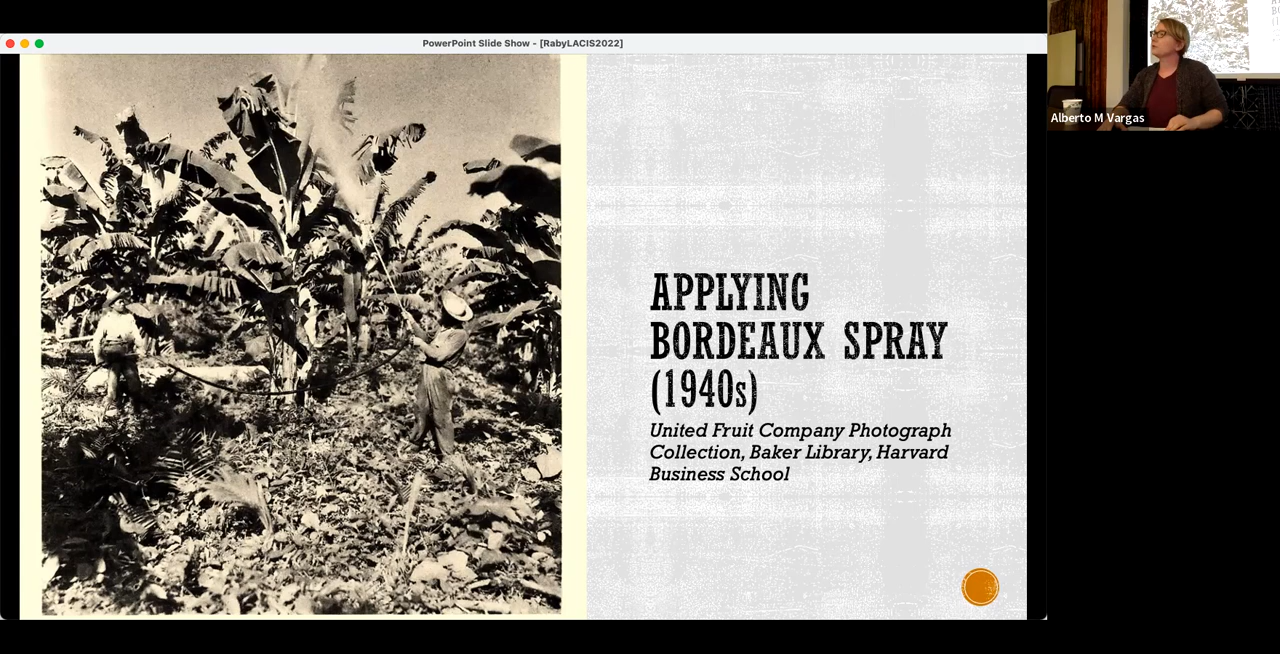 PowerPoint Slide Show - [RabyLACIS2022]
APPLYING
BORDEAUX SPRAY
(1940s)
United Fruit Company Photograph
Collection, Baker Library, Harvard
Business School
Alberto M Vargas